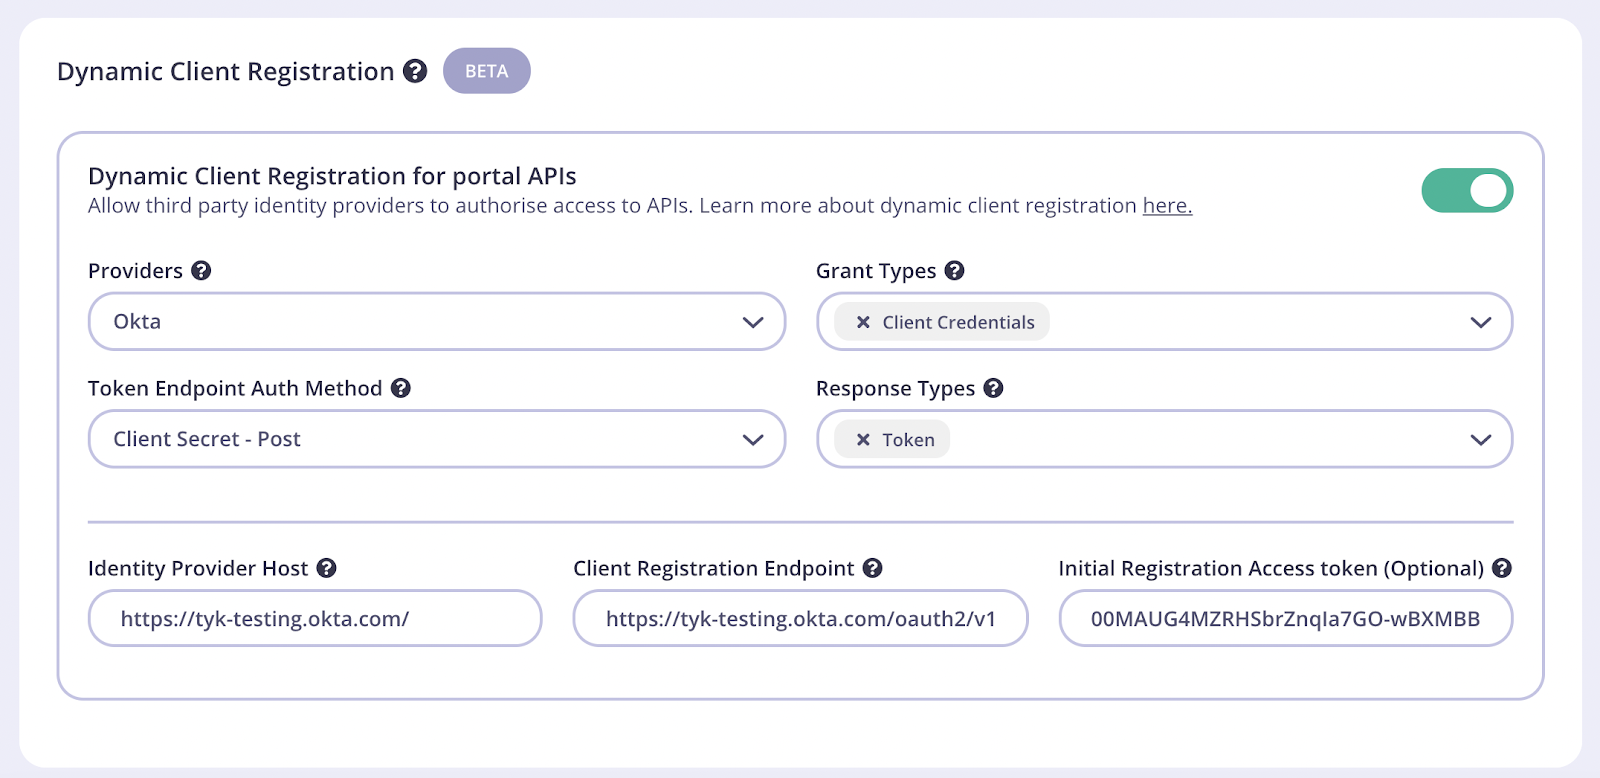 Dynamic Client Registration ? BETA
Dynamic Client Registration for portal APIs
Allow third party identity providers to authorise access to APIs. Learn more about dynamic client registration here.
Providers ?
Okta
Grant Types ?
× Client Credentials
Token Endpoint Auth Method ?
Client Secret - Post
Response Types ?
× Token
Identity Provider Host ?
https://tyk-testing.okta.com/
Client Registration Endpoint ?
https://tyk-testing.okta.com/oauth2/v1
Initial Registration Access token (Optional) ?
00MAUG4MZRHSbrZnqIa7GO-wBXMBB